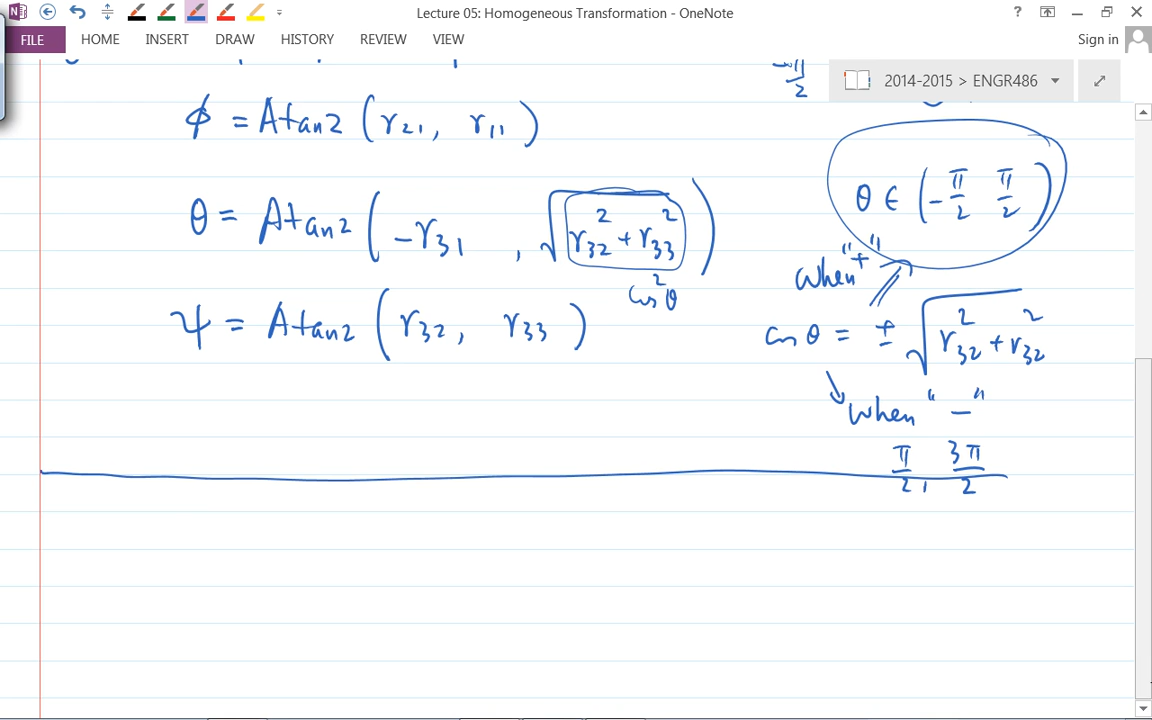 Lecture 05: Homogeneous Transformation - OneNote
FILE HOME INSERT DRAW HISTORY REVIEW VIEW Sign in
2014-2015 > ENGR486
-π/2
ϕ = Atan2 (r21, r11)
θ = Atan2 (-r31, √(r32² + r33²))
cos²θ
ψ = Atan2 (r32, r33)
θ ∈ (-π/2 π/2)
when "+"
cos θ = ± √(r32² + r32²)
when "-"
π/2, 3π/2